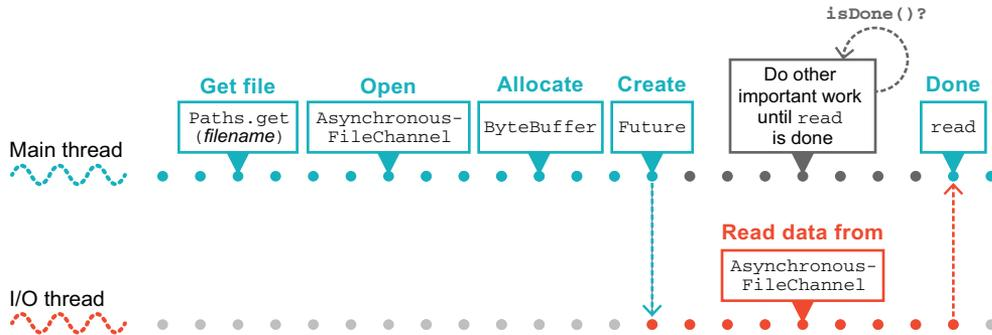 isDone()?
Get file
Paths.get
(filename)
Open
Asynchronous-
FileChannel
Allocate
ByteBuffer
Create
Future
Do other
important work
until read
is done
Done
read
Main thread
Read data from
Asynchronous-
FileChannel
I/O thread